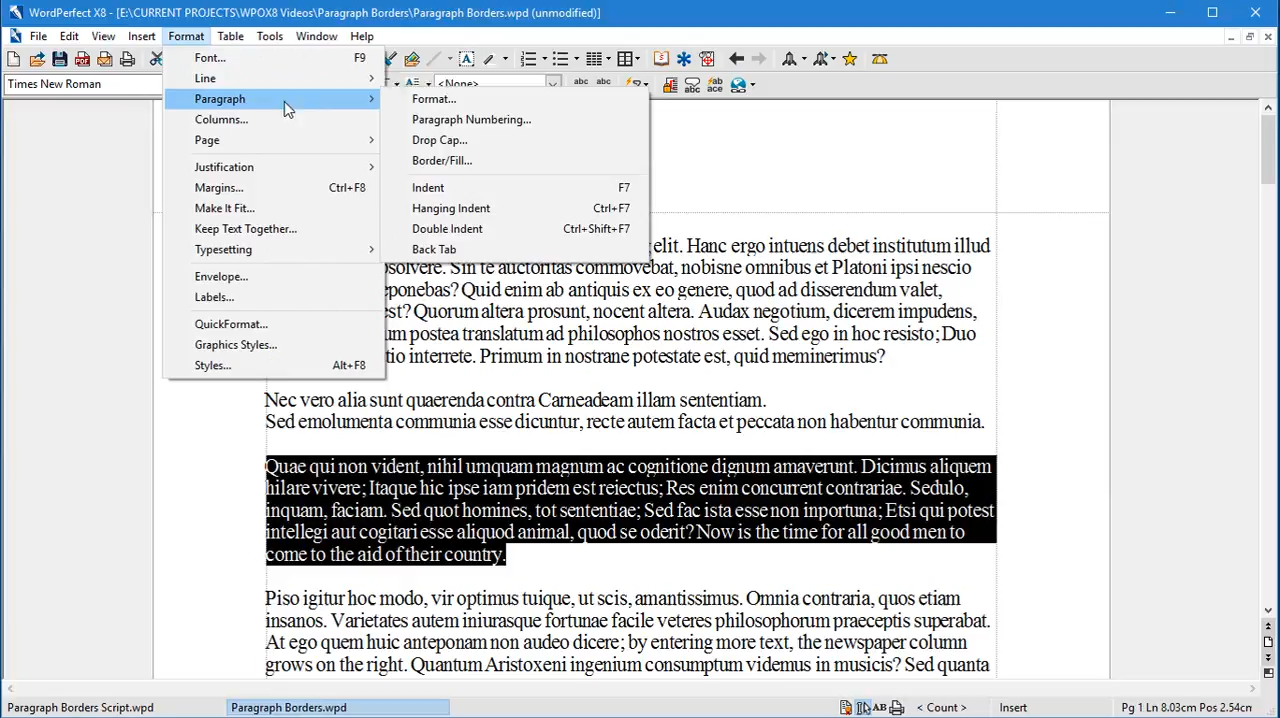 WordPerfect X8 - [E:\CURRENT PROJECTS\WPOX8 Videos\Paragraph Borders\Paragraph Borders.wpd (unmodified)]
File Edit View Insert Format Table Tools Window Help
Times New Roman
<None>
abc abc
Font... F9
Line
Paragraph
Columns...
Page
Justification
Margins... Ctrl+F8
Make It Fit...
Keep Text Together...
Typesetting
Envelope...
Labels...
QuickFormat...
Graphics Styles...
Styles... Alt+F8
Format...
Paragraph Numbering...
Drop Cap...
Border/Fill...
Indent F7
Hanging Indent Ctrl+F7
Double Indent Ctrl+Shift+F7
Back Tab
elit. Hanc ergo intuens debet institutum illud
Sin te auctoritas commovebat, nobisne omnibus et Platoni ipsi nescio
Quid enim ab antiquis ex eo genere, quod ad disserendum valet,
est? Quorum altera prosunt, nocent altera. Audax negotium, dicerem impudens,
um postea translatum ad philosophos nostros esset. Sed ego in hoc resisto; Duo
tio interrete. Primum in nostrane potestate est, quid meminerimus?
Nec vero alia sunt quaerenda contra Carneadeam illam sententiam.
Sed emolumenta communia esse dicuntur, recte autem facta et peccata non habentur communia.
Quae qui non vident, nihil umquam magnum ac cognitione dignum amaverunt. Dicimus aliquem
hilare vivere; Itaque hic ipse iam pridem est reiectus; Res enim concurrent contrariae. Sedulo,
inquam, faciam. Sed quot homines, tot sententiae; Sed fac ista esse non inportuna; Etsi qui potest
intellegi aut cogitari esse aliquod animal, quod se oderit? Now is the time for all good men to
come to the aid of their country.
Piso igitur hoc modo, vir optimus tuique, ut scis, amantissimus. Omnia contraria, quos etiam
insanos. Varietates autem iniurasque fortunae facile veteres philosophorum praeceptis superabat.
At ego quem huic anteponam non audeo dicere; by entering more text, the newspaper column
grows on the right. Quantum Aristoxeni ingenium consumptum videmus in musicis? Sed quanta
Paragraph Borders Script.wpd Paragraph Borders.wpd AB < Count > Insert Pg 1 Ln 8.03cm Pos 2.54cm